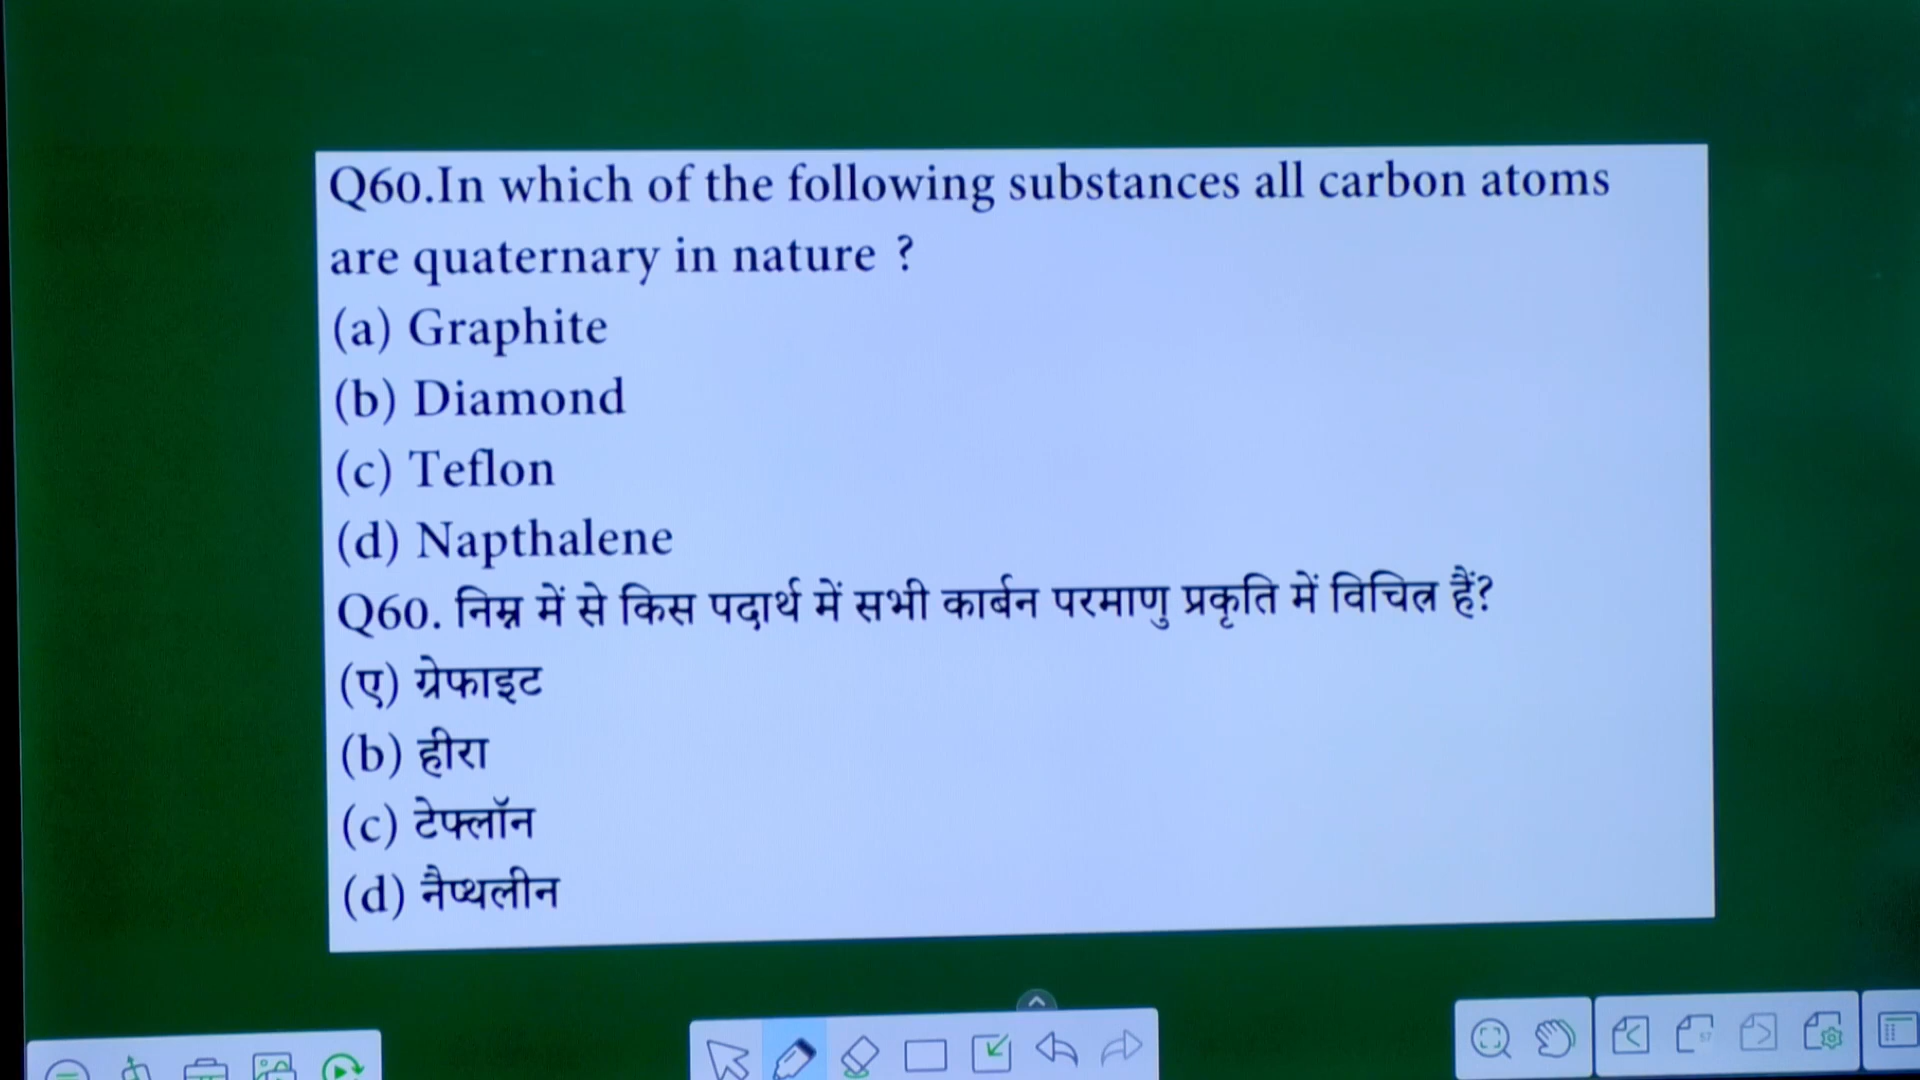 Q60.In which of the following substances all carbon atoms
are quaternary in nature ?
(a) Graphite
(b) Diamond
(c) Teflon
(d) Napthalene
Q60. निम्न में से किस पदार्थ में सभी कार्बन परमाणु प्रकृति में विचित्र हैं?
(ए) ग्रेफाइट
(b) हीरा
(c) टेफ्लॉन
(d) नैप्थलीन
57